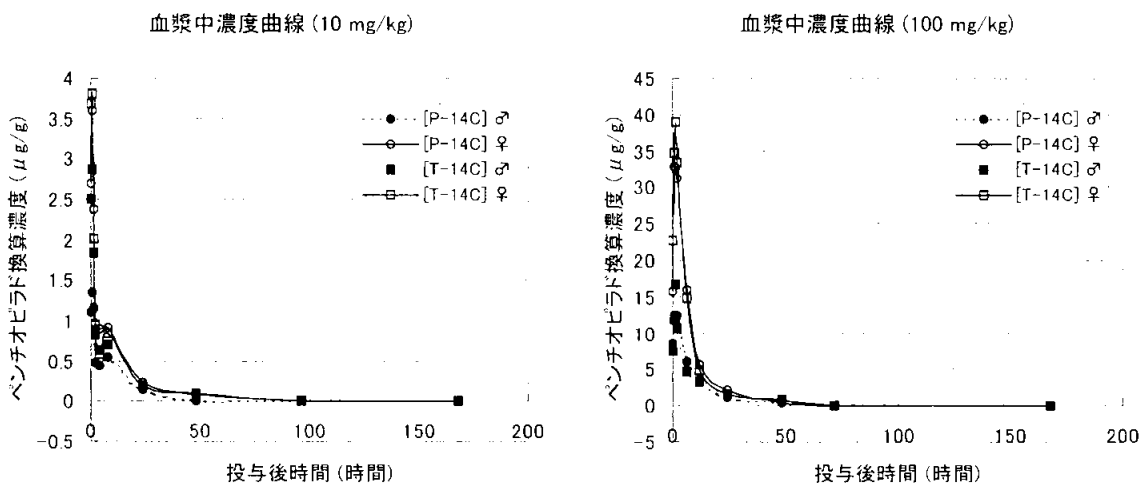 血漿中濃度曲線 (10 mg/kg)
ペンチオピラド換算濃度 (μg/g)
4
3.5
3
2.5
2
1.5
1
0.5
0
-0.5
[P-14C] ♂
[P-14C] ♀
[T-14C] ♂
[T-14C] ♀
0 50 100 150 200
投与後時間 (時間)
血漿中濃度曲線 (100 mg/kg)
ペンチオピラド換算濃度 (μg/g)
45
40
35
30
25
20
15
10
5
0
-5
[P-14C] ♂
[P-14C] ♀
[T-14C] ♂
[T-14C] ♀
0 50 100 150 200
投与後時間 (時間)